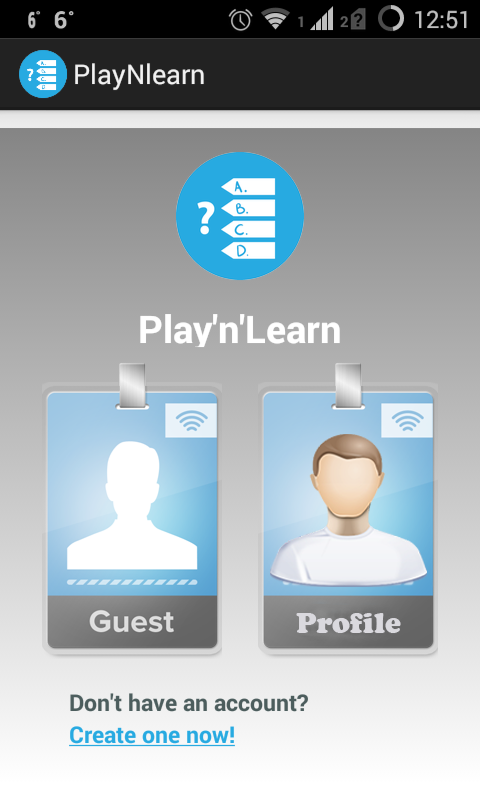 6° 6° 1 2 ? 12:51
? A. B. C. D. PlayNlearn
A.
? B.
C.
D.
Play'n'Learn
Guest Profile
Don't have an account?
Create one now!